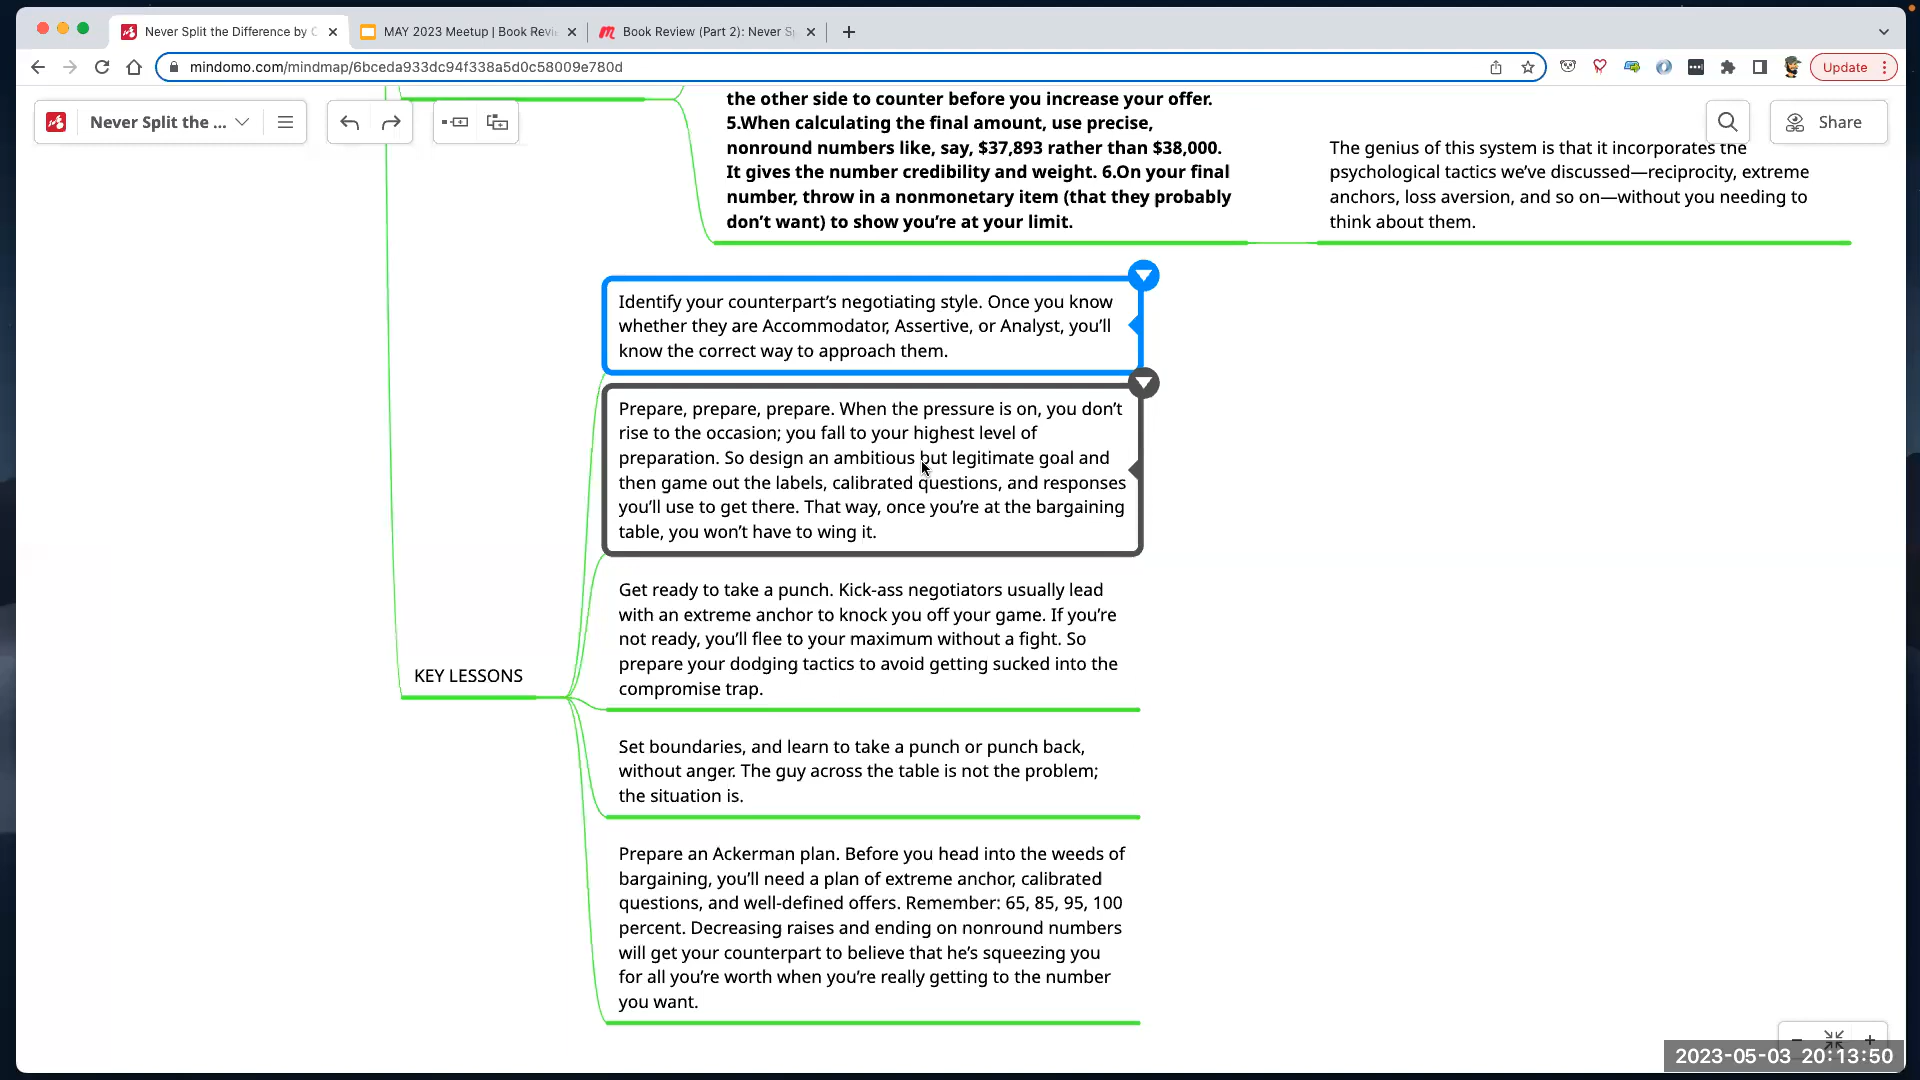 Never Split the Difference by C
MAY 2023 Meetup | Book Revi
Book Review (Part 2): Never S
mindomo.com/mindmap/6bceda933dc94f338a5d0c58009e780d
Update
Never Split the ...
Share
the other side to counter before you increase your offer.
5.When calculating the final amount, use precise,
nonround numbers like, say, $37,893 rather than $38,000.
It gives the number credibility and weight. 6.On your final
number, throw in a nonmonetary item (that they probably
don't want) to show you're at your limit.
The genius of this system is that it incorporates the
psychological tactics we've discussed—reciprocity, extreme
anchors, loss aversion, and so on—without you needing to
think about them.
Identify your counterpart's negotiating style. Once you know
whether they are Accommodator, Assertive, or Analyst, you'll
know the correct way to approach them.
Prepare, prepare, prepare. When the pressure is on, you don't
rise to the occasion; you fall to your highest level of
preparation. So design an ambitious but legitimate goal and
then game out the labels, calibrated questions, and responses
you'll use to get there. That way, once you're at the bargaining
table, you won't have to wing it.
Get ready to take a punch. Kick-ass negotiators usually lead
with an extreme anchor to knock you off your game. If you're
not ready, you'll flee to your maximum without a fight. So
prepare your dodging tactics to avoid getting sucked into the
compromise trap.
KEY LESSONS
Set boundaries, and learn to take a punch or punch back,
without anger. The guy across the table is not the problem;
the situation is.
Prepare an Ackerman plan. Before you head into the weeds of
bargaining, you'll need a plan of extreme anchor, calibrated
questions, and well-defined offers. Remember: 65, 85, 95, 100
percent. Decreasing raises and ending on nonround numbers
will get your counterpart to believe that he's squeezing you
for all you're worth when you're really getting to the number
you want.
2023-05-03 20:13:50